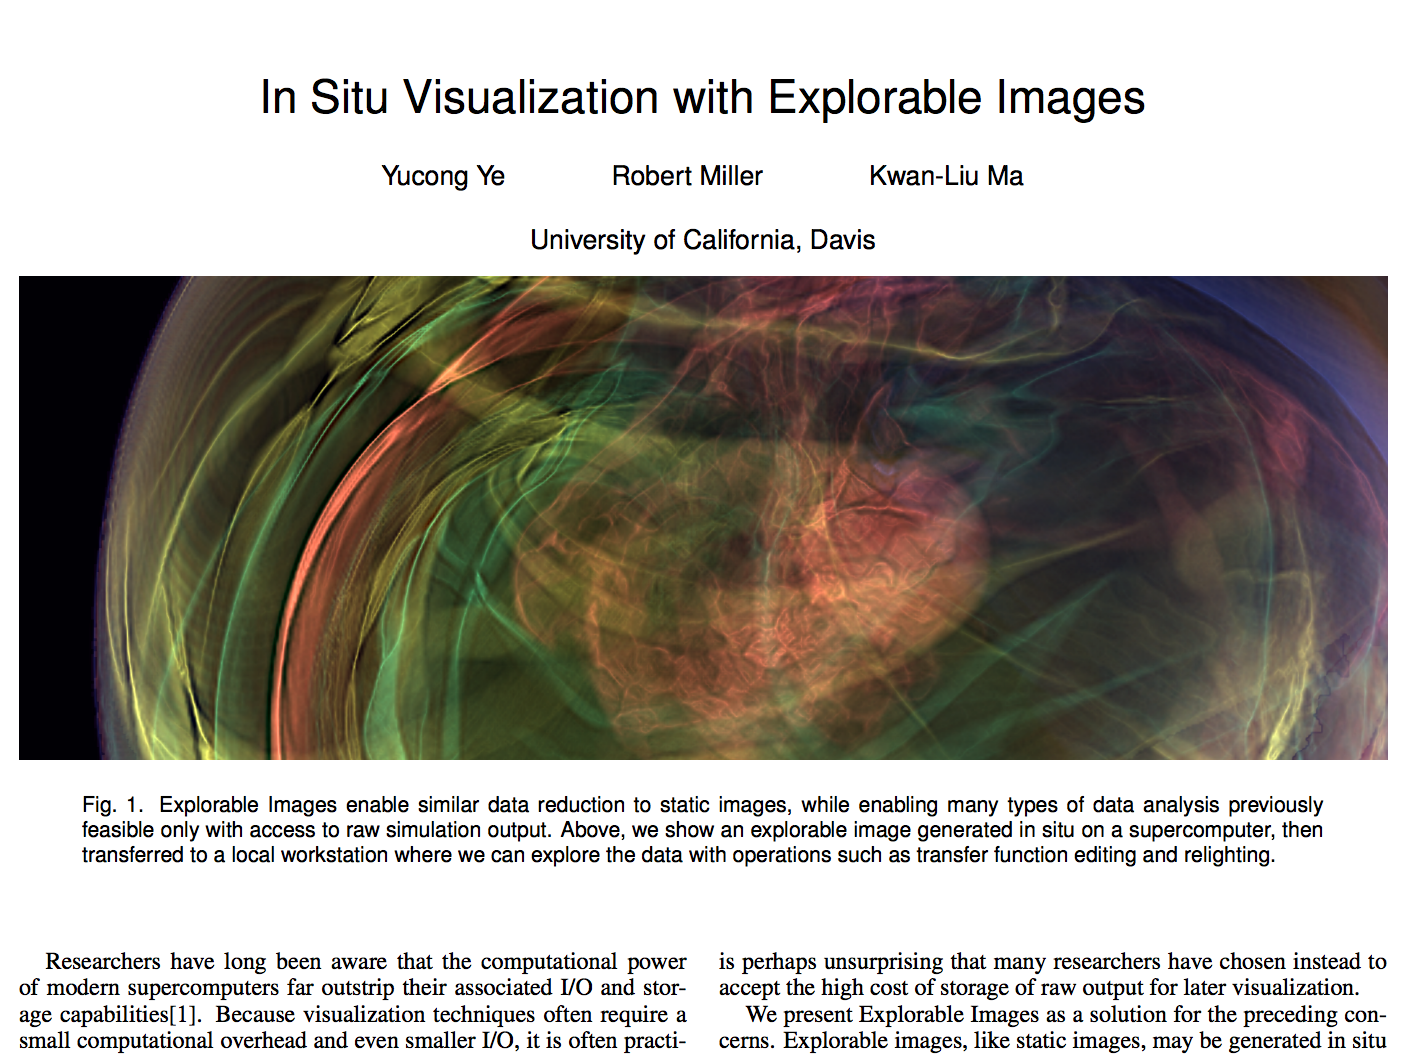 In Situ Visualization with Explorable Images
Yucong Ye Robert Miller Kwan-Liu Ma
University of California, Davis
Fig. 1. Explorable Images enable similar data reduction to static images, while enabling many types of data analysis previously
feasible only with access to raw simulation output. Above, we show an explorable image generated in situ on a supercomputer, then
transferred to a local workstation where we can explore the data with operations such as transfer function editing and relighting.
Researchers have long been aware that the computational power
of modern supercomputers far outstrip their associated I/O and stor-
age capabilities[1]. Because visualization techniques often require a
small computational overhead and even smaller I/O, it is often practi-
is perhaps unsurprising that many researchers have chosen instead to
accept the high cost of storage of raw output for later visualization.
We present Explorable Images as a solution for the preceding con-
cerns. Explorable images, like static images, may be generated in situ